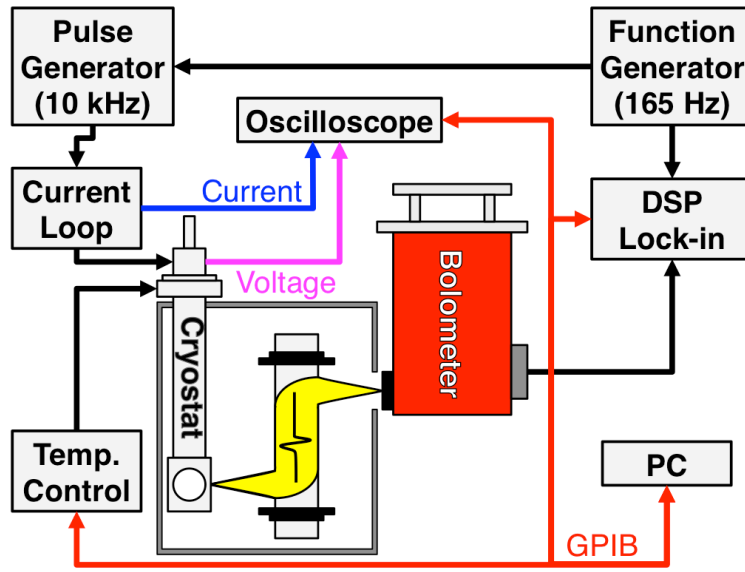 Pulse
Generator
(10 kHz)
Function
Generator
(165 Hz)
Oscilloscope
Current
Loop
Current
DSP
Lock-in
Voltage
Bolometer
Cryostat
Temp.
Control
PC
GPIB